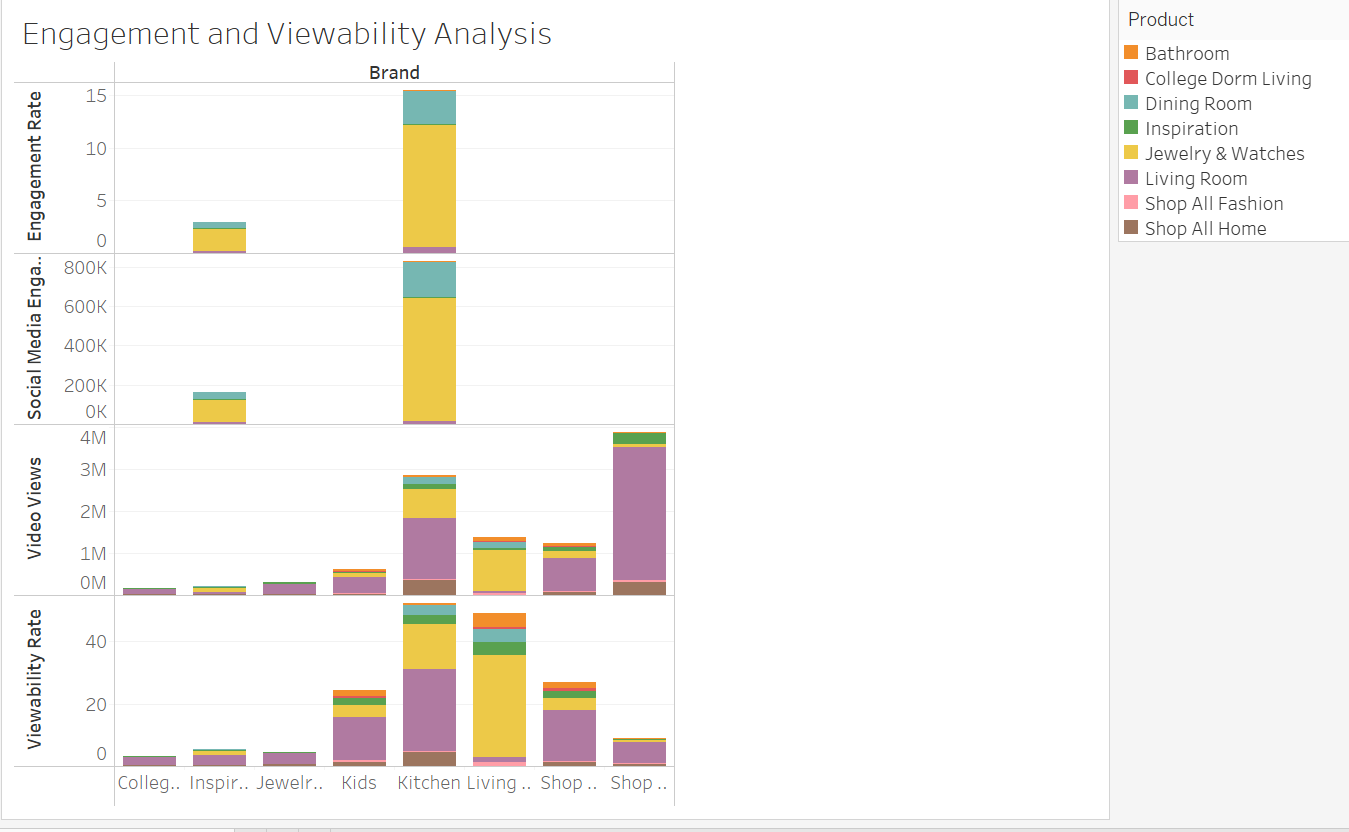 Engagement and Viewability Analysis
Brand
Engagement Rate
15
10
5
0
Social Media Enga..
800K
600K
400K
200K
0K
Video Views
4M
3M
2M
1M
0M
Viewability Rate
40
20
0
Colleg.. Inspir.. Jewelr.. Kids Kitchen Living .. Shop .. Shop ..
Product
Bathroom
College Dorm Living
Dining Room
Inspiration
Jewelry & Watches
Living Room
Shop All Fashion
Shop All Home